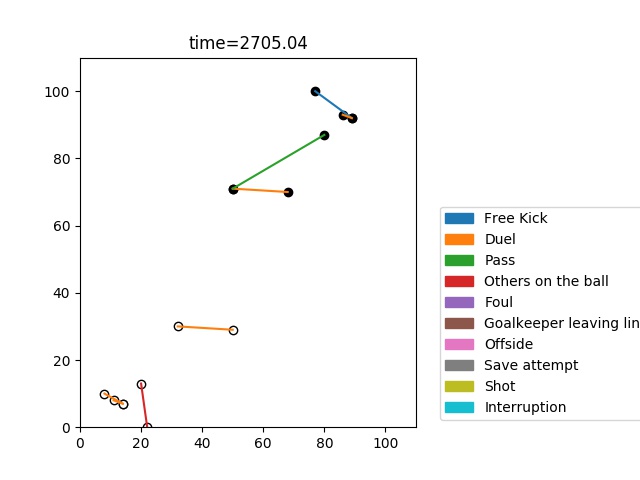 time=2705.04
100
80
60
40
20
0
0 20 40 60 80 100
Free Kick
Duel
Pass
Others on the ball
Foul
Goalkeeper leaving lin
Offside
Save attempt
Shot
Interruption